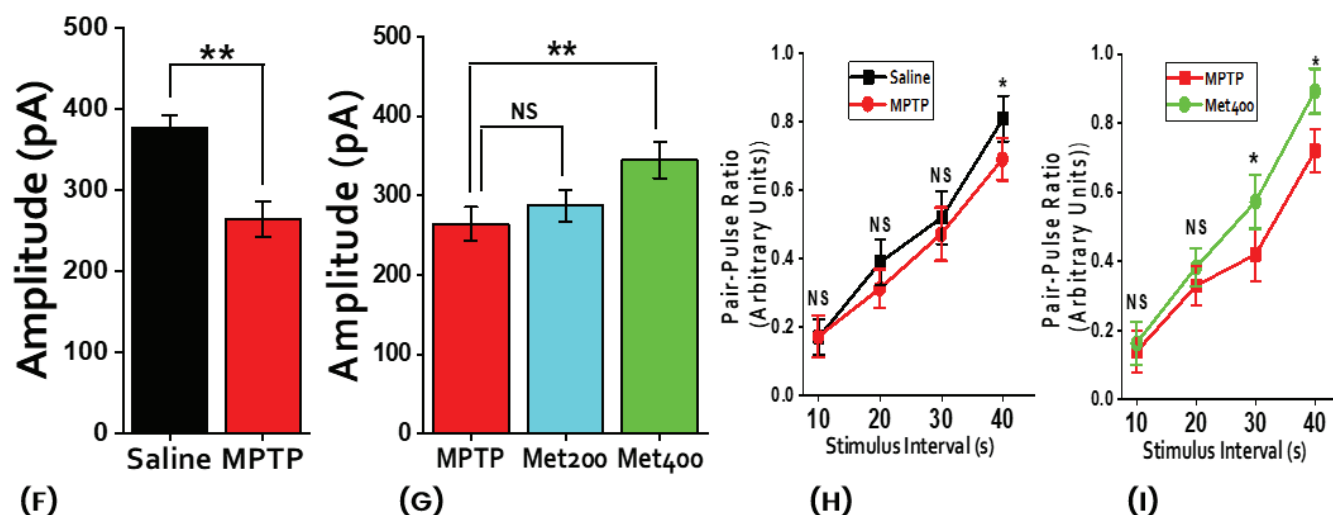 500
400
300
200
100
0
Amplitude (pA)
**
Saline MPTP
(F)
500
400
300
200
100
0
Amplitude (pA)
**
NS
MPTP Met200 Met400
(G)
1.0
0.8
0.6
0.4
0.2
0.0
Pair-Pulse Ratio
(Arbitrary Units))
Saline
MPTP
NS
NS
NS
*
10 20 30 40
Stimulus Interval (s)
(H)
1.0
0.8
0.6
0.4
0.2
0.0
Pair-Pulse Ratio
(Arbitrary Units))
MPTP
Met400
NS
NS
*
*
10 20 30 40
Stimulus Interval (s)
(I)